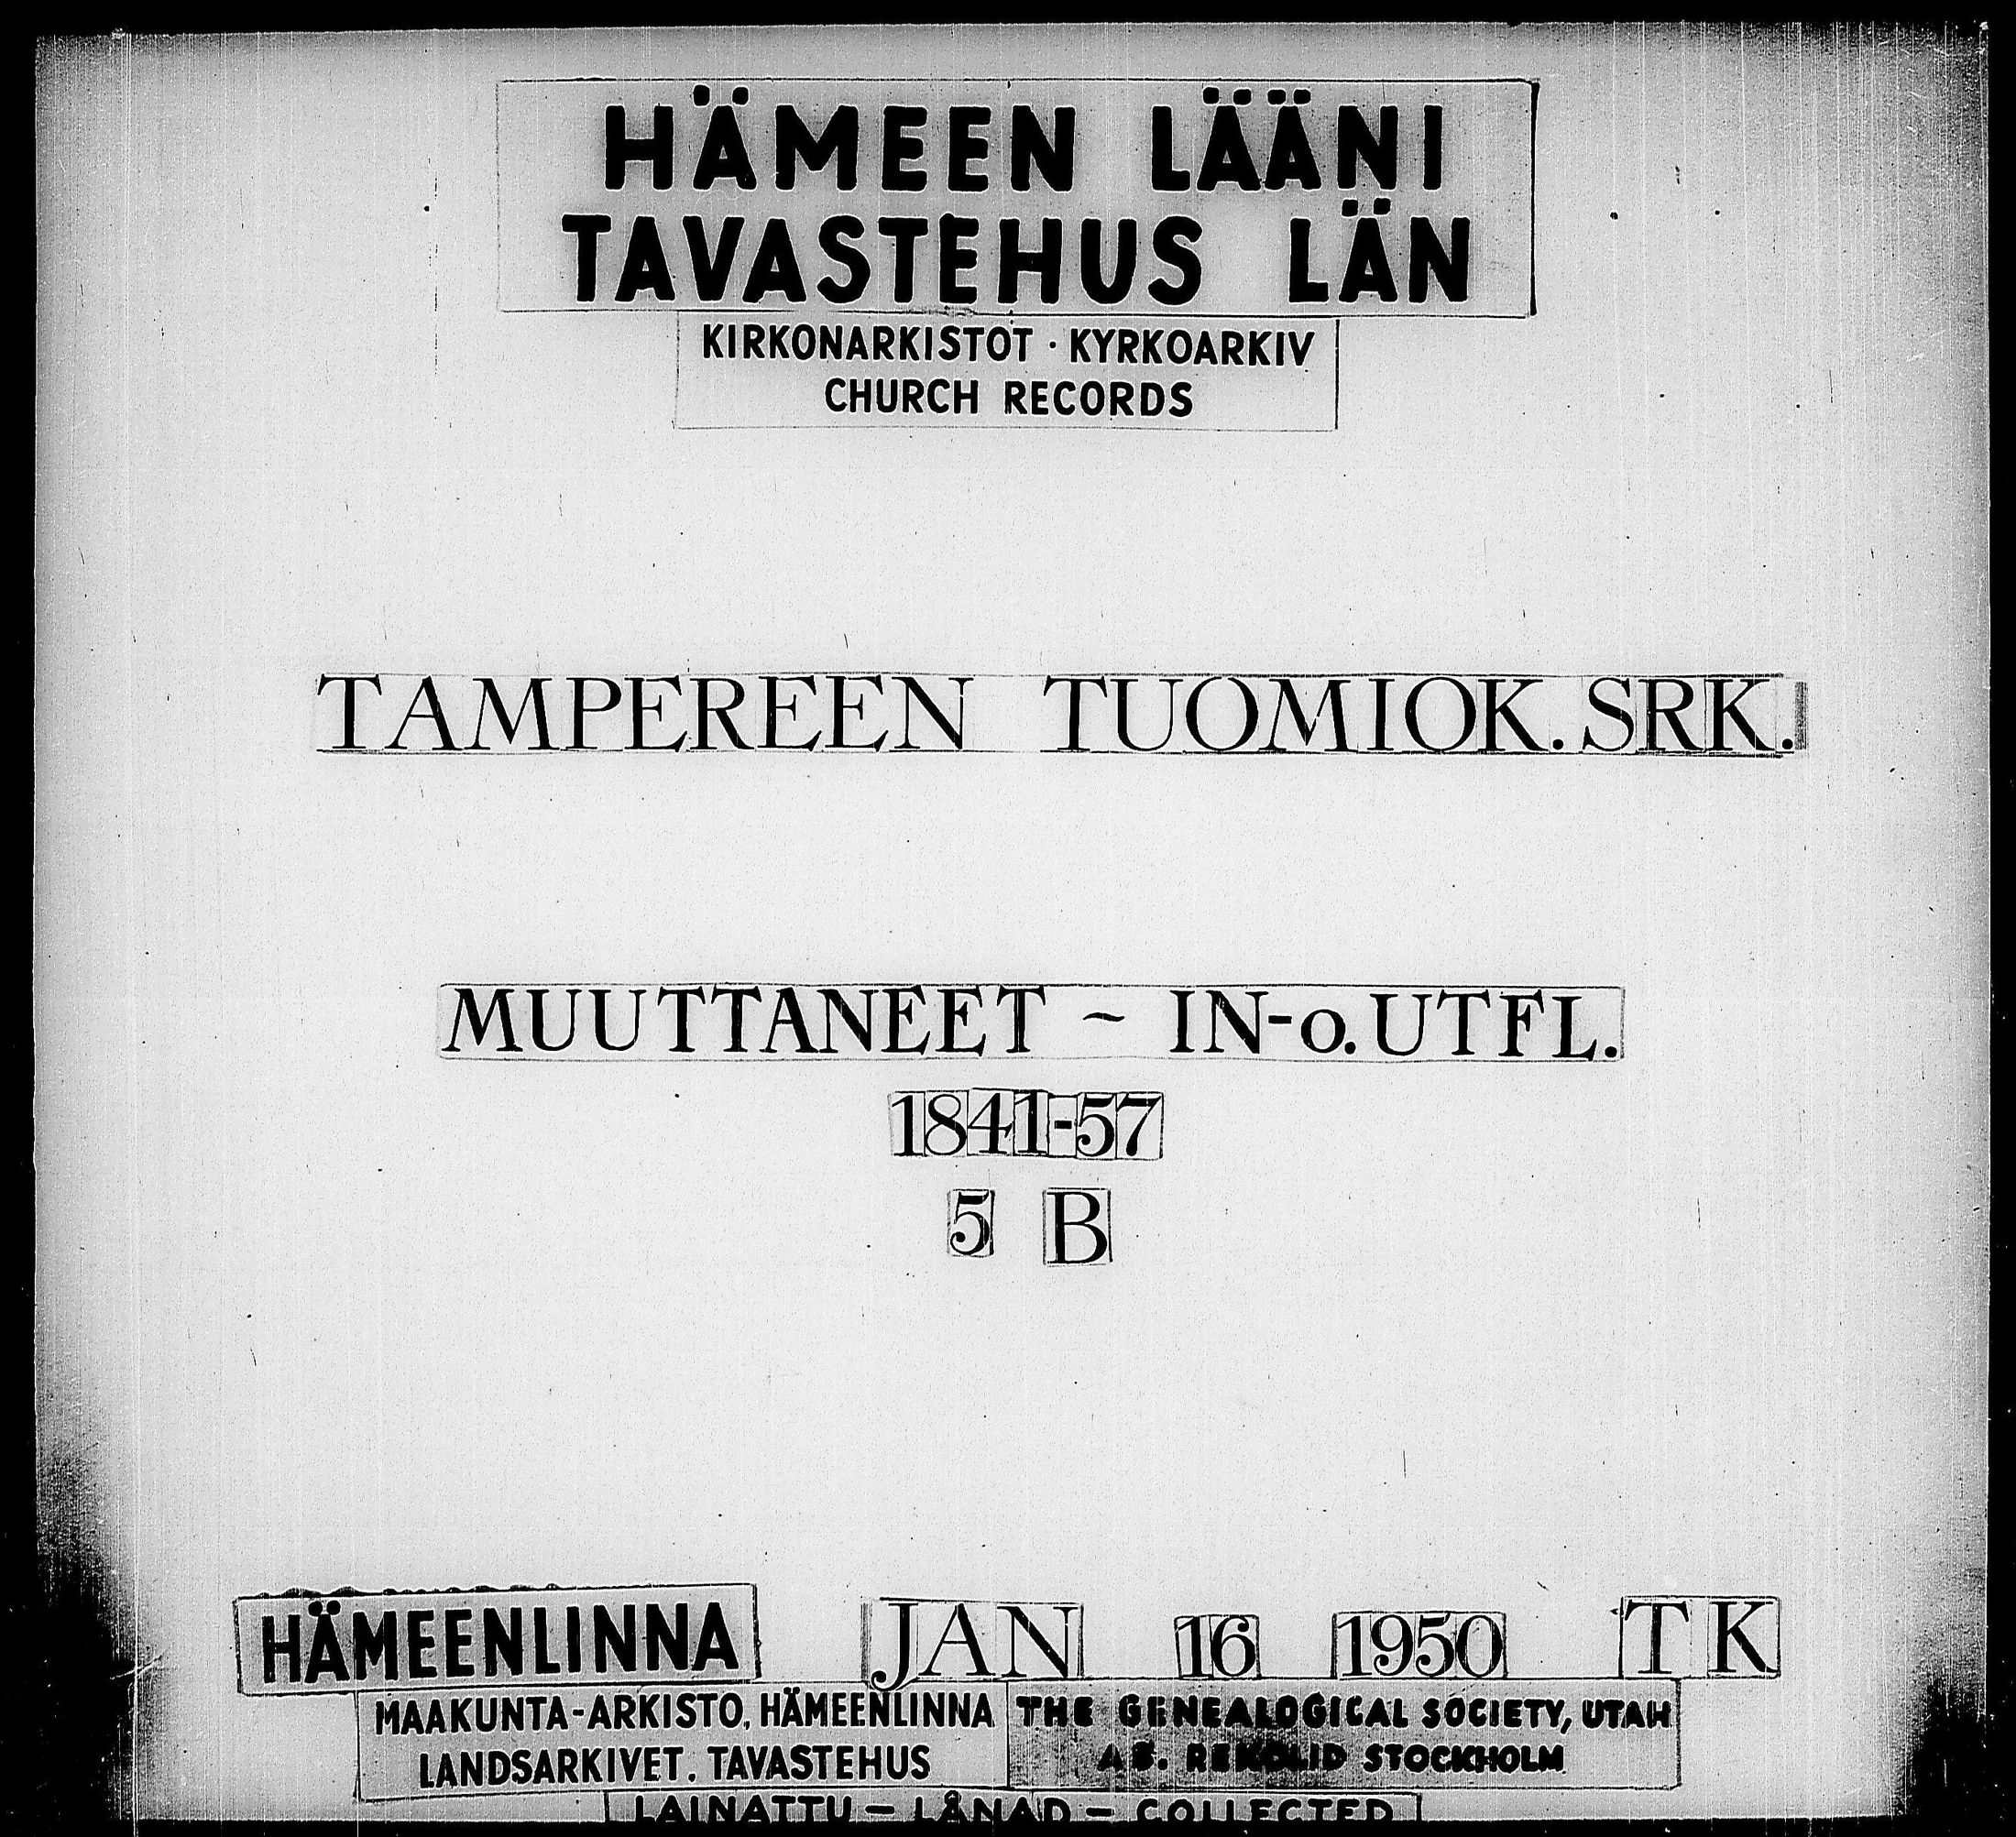 HÄMEEN LÄÄNI
TAVASTEHUS LÄN
KIRKONARKISTOT · KYRKOARKIV
CHURCH RECORDS
TAMPEREEN TUOMIOK. SRK.
MUUTTANEET ~ IN-o. UTFL.
1841-57
5 B
HÄMEENLINNA JAN 16 1950 TK
MAAKUNTA-ARKISTO, HÄMEENLINNA
LANDSARKIVET. TAVASTEHUS
THE GENEALOGICAL SOCIETY, UTAH
AB. REKOLID STOCKHOLM
LAINATTU – LÅNAD – COLLECTED